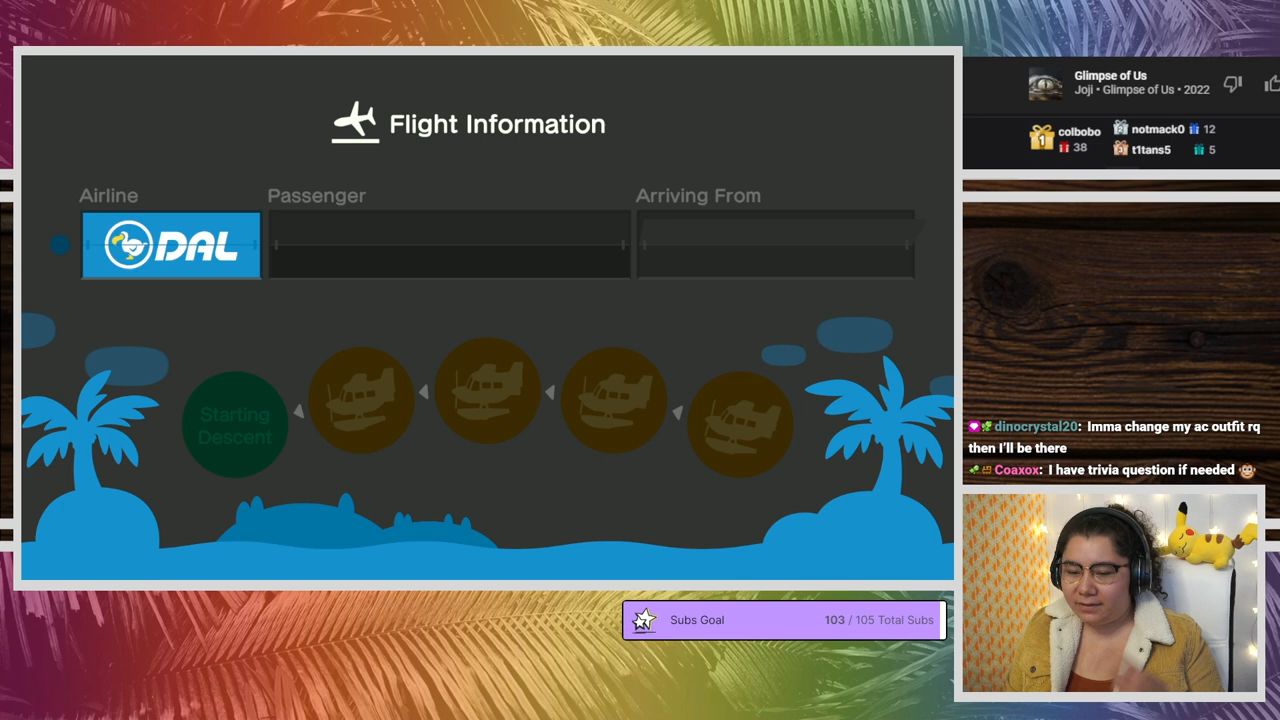 Flight Information
Airline
Passenger
Arriving From
DAL
Starting
Descent
Glimpse of Us
Joji • Glimpse of Us • 2022
1
colbobo
38
notmack0 12
t1tans5 5
dinocrystal20: Imma change my ac outfit rq
then I'll be there
Coaxox: I have trivia question if needed
Subs Goal 103 / 105 Total Subs